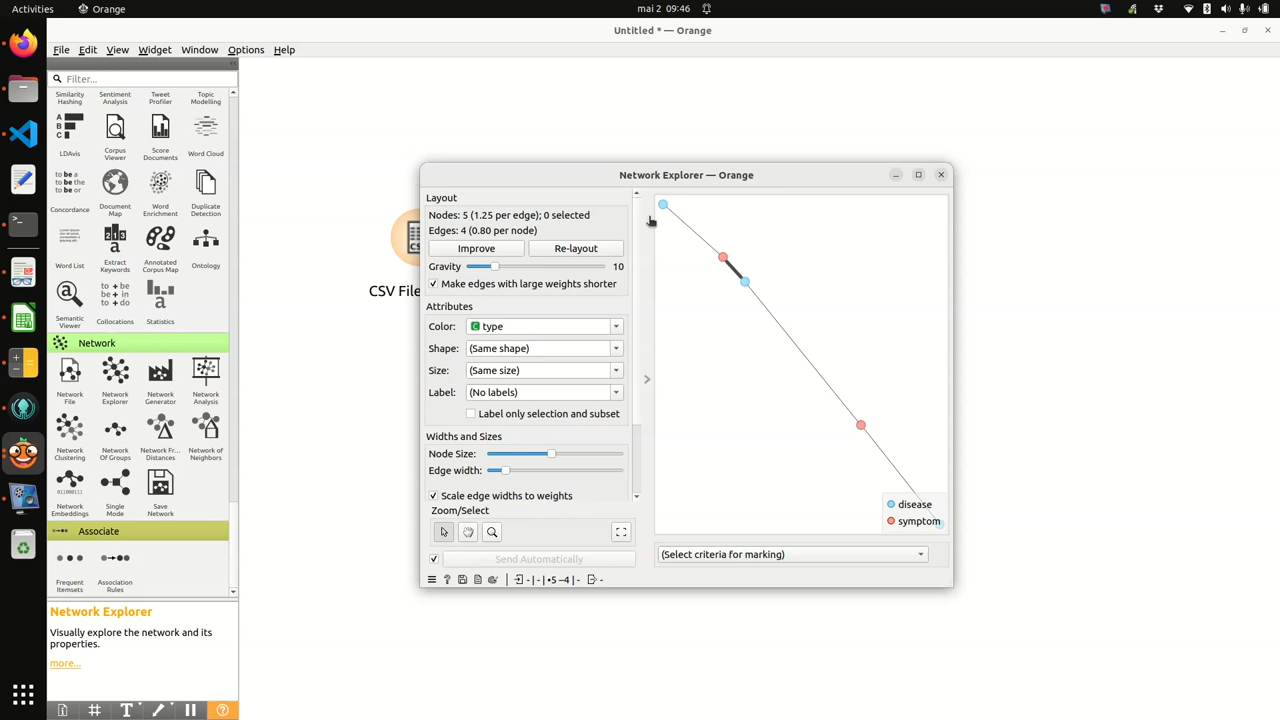 Activities
Orange
mai 2 09:46
Untitled * — Orange
File Edit View Widget Window Options Help
Filter...
Similarity Hashing
Sentiment Analysis
Tweet Profiler
Topic Modelling
LDAvis
Corpus Viewer
Score Documents
Word Cloud
Concordance
Document Map
Word Enrichment
Duplicate Detection
Word List
Extract Keywords
Annotated Corpus Map
Ontology
Semantic Viewer
Collocations
Statistics
Network
Network File
Network Explorer
Network Generator
Network Analysis
Network Clustering
Network Of Groups
Network Fr... Distances
Network of Neighbors
Network Embeddings
Single Mode
Save Network
Associate
Frequent Itemsets
Association Rules
Network Explorer
Visually explore the network and its
properties.
more...
CSV File
Network Explorer — Orange
Layout
Nodes: 5 (1.25 per edge); 0 selected
Edges: 4 (0.80 per node)
Improve
Re-layout
Gravity 10
Make edges with large weights shorter
Attributes
Color: C type
Shape: (Same shape)
Size: (Same size)
Label: (No labels)
Label only selection and subset
Widths and Sizes
Node Size:
Edge width:
Scale edge widths to weights
Zoom/Select
Send Automatically
- | - | •5 –4 | - -
disease
symptom
(Select criteria for marking)